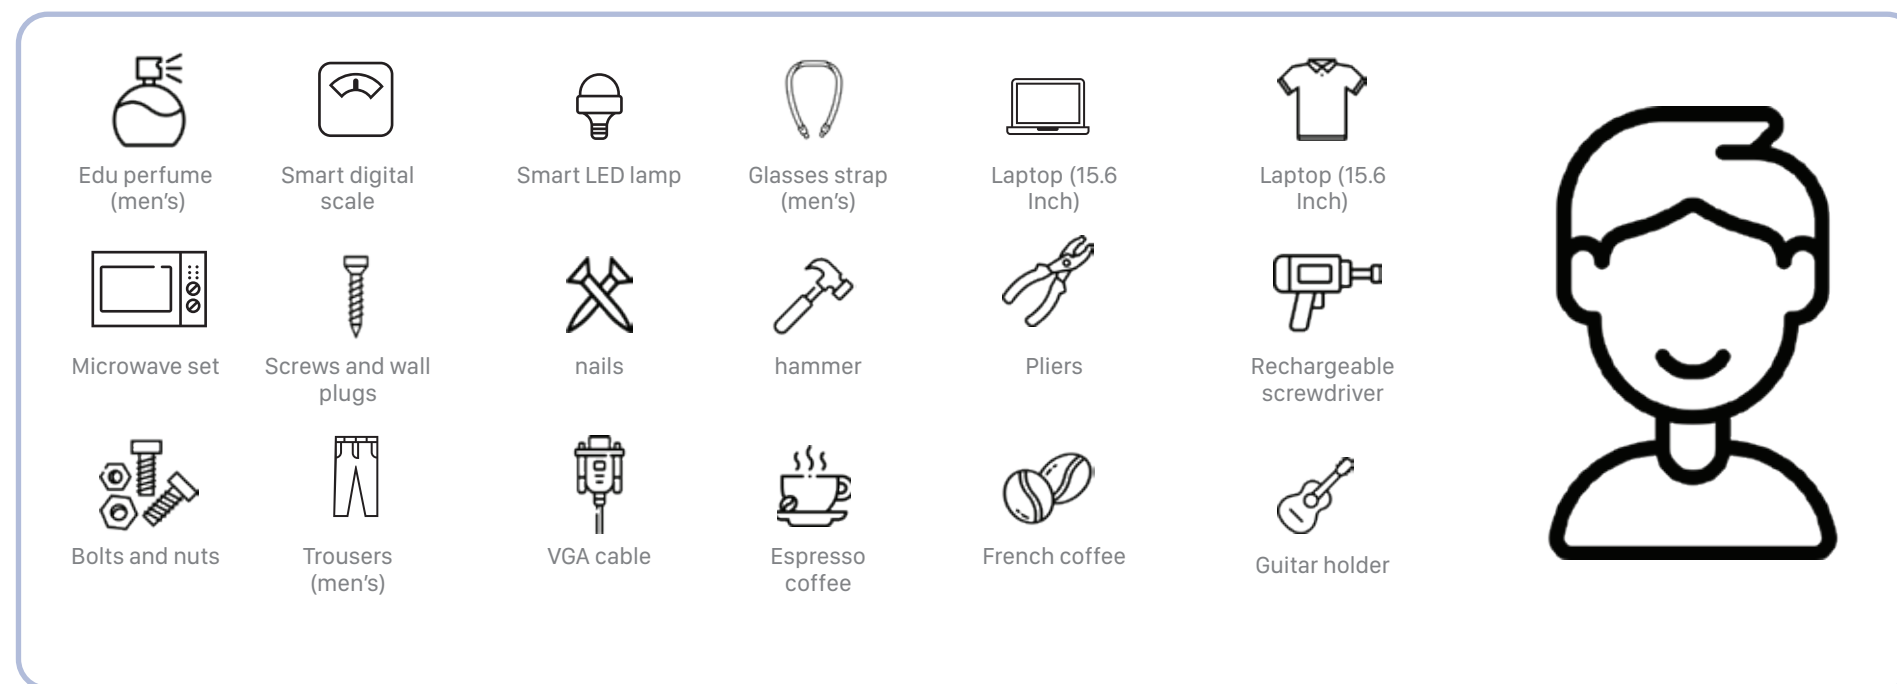 Edu perfume
(men’s)
Smart digital
scale
Smart LED lamp
Glasses strap
(men’s)
Laptop (15.6
Inch)
Laptop (15.6
Inch)
Microwave set
Screws and wall
plugs
nails
hammer
Pliers
Rechargeable
screwdriver
Bolts and nuts
Trousers
(men’s)
VGA cable
Espresso
coffee
French coffee
Guitar holder